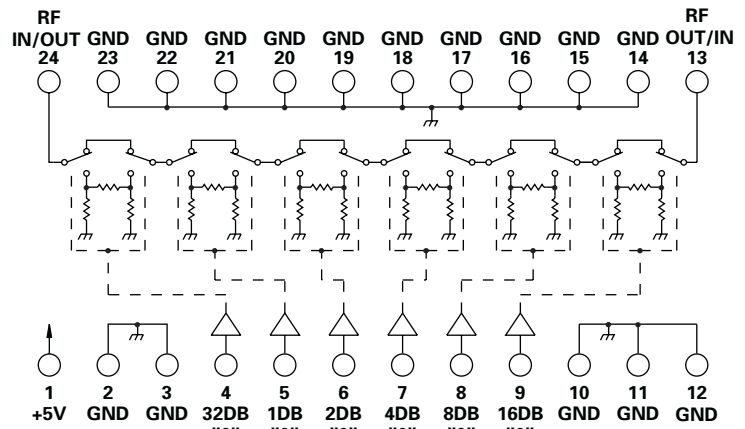 RF RF
IN/OUT GND GND GND GND GND GND GND GND GND GND OUT/IN
24 23 22 21 20 19 18 17 16 15 14 13
1 2 3 4 5 6 7 8 9 10 11 12
+5V GND GND 32DB 1DB 2DB 4DB 8DB 16DB GND GND GND